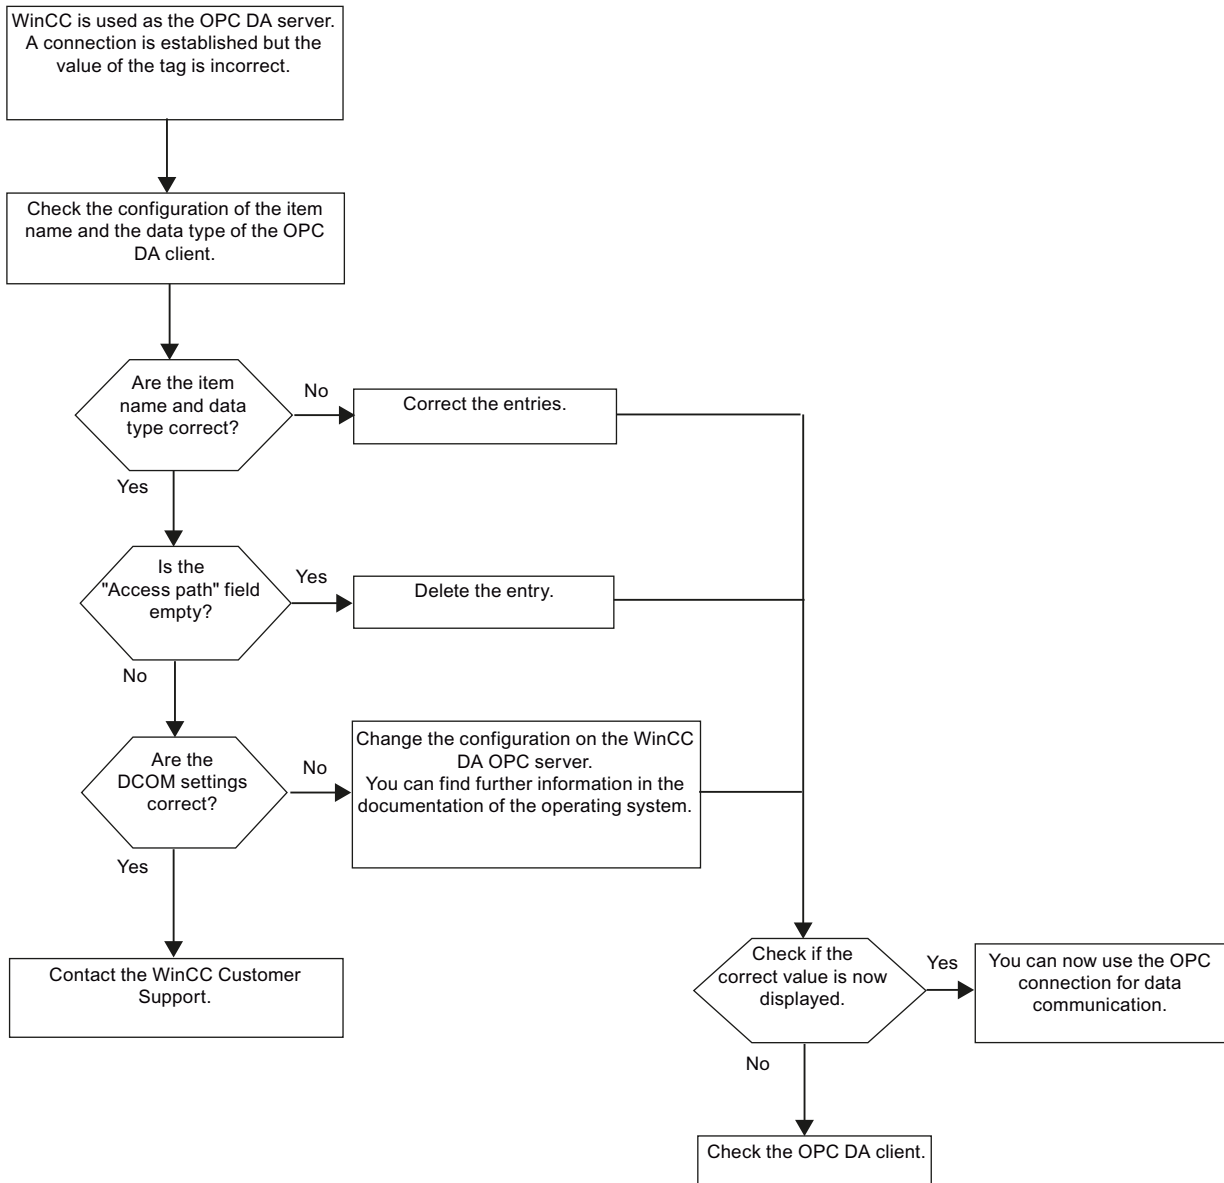 WinCC is used as the OPC DA server.
A connection is established but the
value of the tag is incorrect.
Check the configuration of the item
name and the data type of the OPC
DA client.
Are the item
name and data
type correct?
No
Correct the entries.
Yes
Is the
"Access path" field
empty?
Yes
Delete the entry.
No
Are the
DCOM settings
correct?
No
Change the configuration on the WinCC
DA OPC server.
You can find further information in the
documentation of the operating system.
Yes
Contact the WinCC Customer
Support.
Check if the
correct value is now
displayed.
Yes
You can now use the OPC
connection for data
communication.
No
Check the OPC DA client.